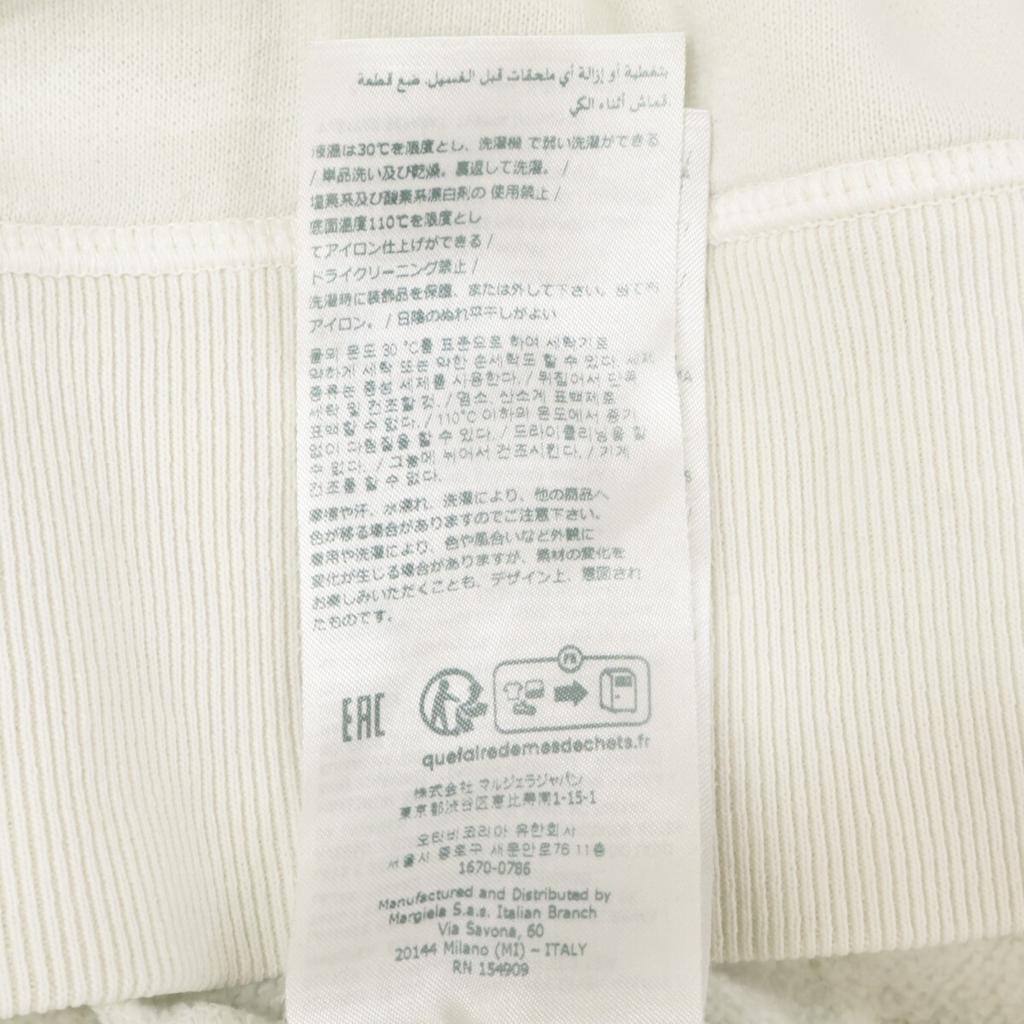 بتغطية أو إزالة أي ملحقات قبل الغسيل. ضع قطعة
قماش أثناء الكي.
液温は30℃を限度とし、洗濯機 で弱い洗濯ができる
/ 単品洗い及び乾燥。裏返して洗濯。 /
塩素系及び酸素系漂白剤の 使用禁止 /
底面温度110℃を限度とし
てアイロン仕上げができる /
ドライクリーニング禁止 /
洗濯時に装飾品を保護、または外して下さい。当て布
アイロン。 / 日陰のぬれ平干しがよい
물의 온도 30 °C를 표준으로 하여 세탁기로
약하게 세탁 또는 약한 손세탁도 할 수 있다. 세제
종류는 중성 세제를 사용한다. / 뒤집어서 단독
세탁 및 건조할 것. / 염소, 산소계 표백제로
표백할 수 없다. / 110°C 이하의 온도에서 증기
없이 다림질을 할 수 있다. / 드라이클리닝을 할
수 없다. / 그늘에 뉘어서 건조시킨다. / 기계
건조를 할 수 없다.
摩擦や汗、水濡れ、洗濯により、他の商品へ
色が移る場合がありますのでご注意下さい。
着用や洗濯により、色や風合いなど外観に
変化が生じる場合がありますが、素材の変化を
お楽しみいただくことも、デザイン上、意図され
たものです。
EAC
FR
quefairedemesdechets.fr
株式会社 マルジェラジャパン
東京都渋谷区恵比寿南1-15-1
오티비 코리아 유한회사
서울시 종로구 새문안로76 11층
1670-0786
Manufactured and Distributed by
Margiela S.a.s. Italian Branch
Via Savona, 60
20144 Milano (MI) – ITALY
RN 154909